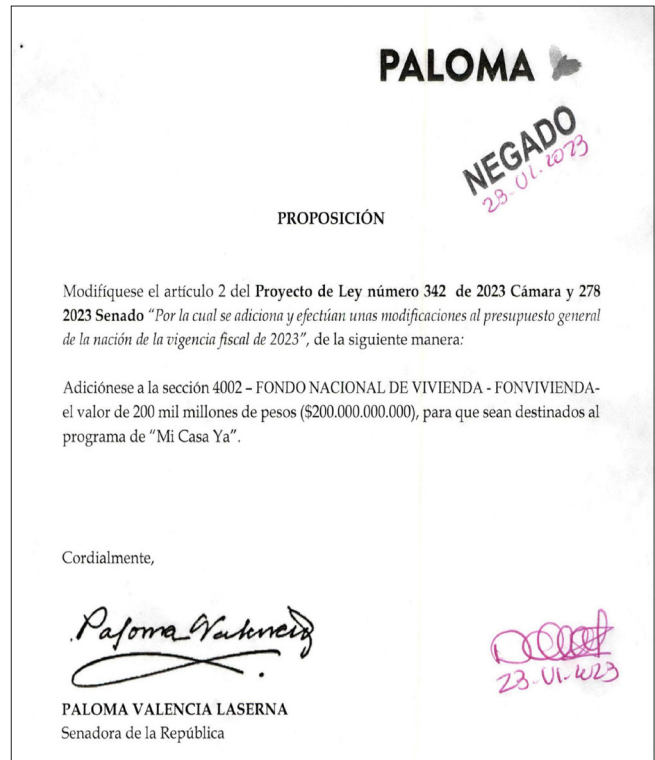 PALOMA
NEGADO
23-VI-2023
PROPOSICIÓN
Modifíquese el artículo 2 del Proyecto de Ley número 342 de 2023 Cámara y 278
2023 Senado “Por la cual se adiciona y efectúan unas modificaciones al presupuesto general
de la nación de la vigencia fiscal de 2023”, de la siguiente manera:
Adiciónese a la sección 4002 – FONDO NACIONAL DE VIVIENDA - FONVIVIENDA-
el valor de 200 mil millones de pesos ($200.000.000.000), para que sean destinados al
programa de “Mi Casa Ya”.
Cordialmente,
Paloma Valencia
23-VI-2023
PALOMA VALENCIA LASERNA
Senadora de la República